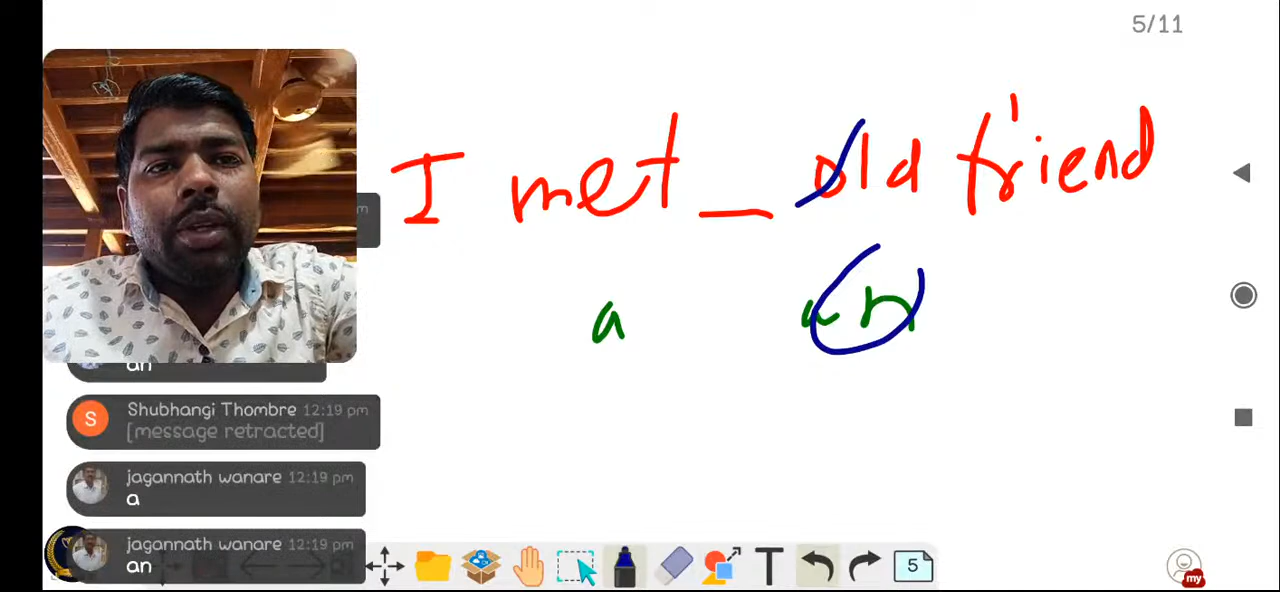 5/11
I met _ old friend
a an
m
an
S Shubhangi Thombre 12:19 pm
[message retracted]
jagannath wanare 12:19 pm
a
jagannath wanare 12:19 pm
an
T 5
my